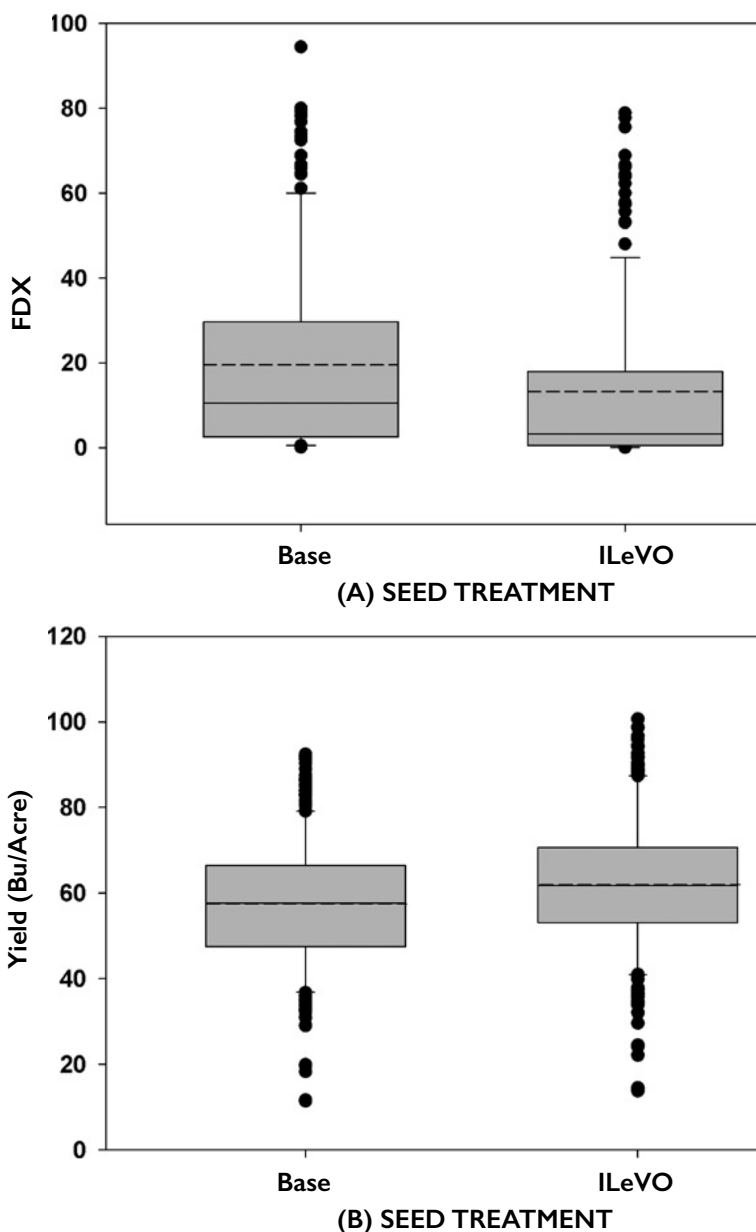 100
80
60
40
20
0
FDX
Base ILeVO
(A) SEED TREATMENT
120
100
80
60
40
20
0
Yield (Bu/Acre)
Base ILeVO
(B) SEED TREATMENT